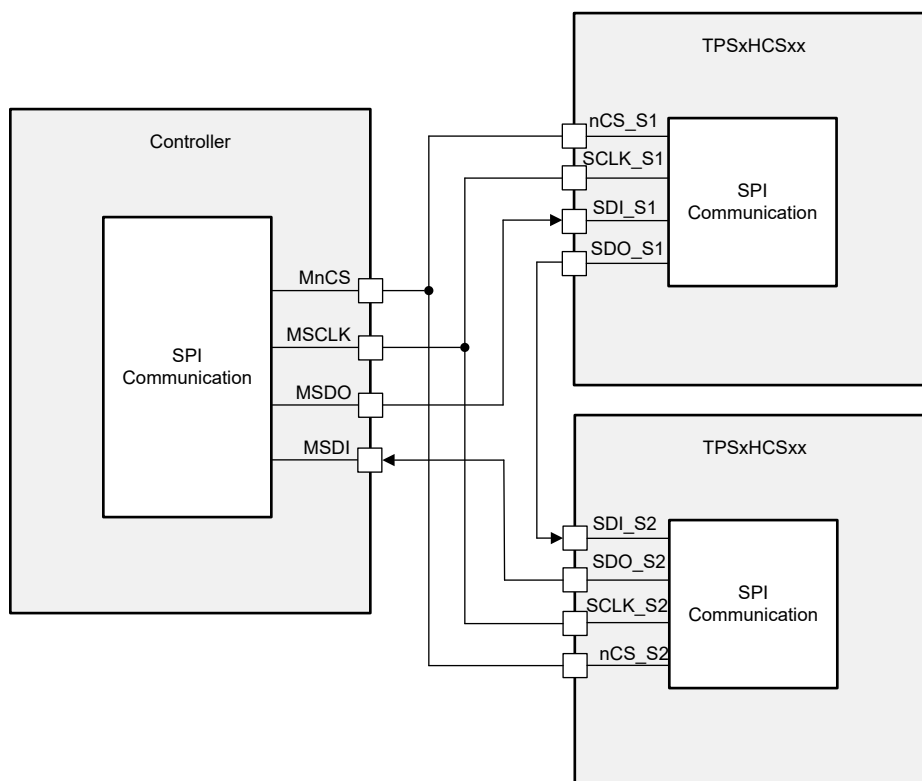 Controller
SPI
Communication
MnCS
MSCLK
MSDO
MSDI
TPSxHCSxx
nCS_S1
SCLK_S1
SDI_S1
SDO_S1
SPI
Communication
TPSxHCSxx
SDI_S2
SDO_S2
SCLK_S2
nCS_S2
SPI
Communication